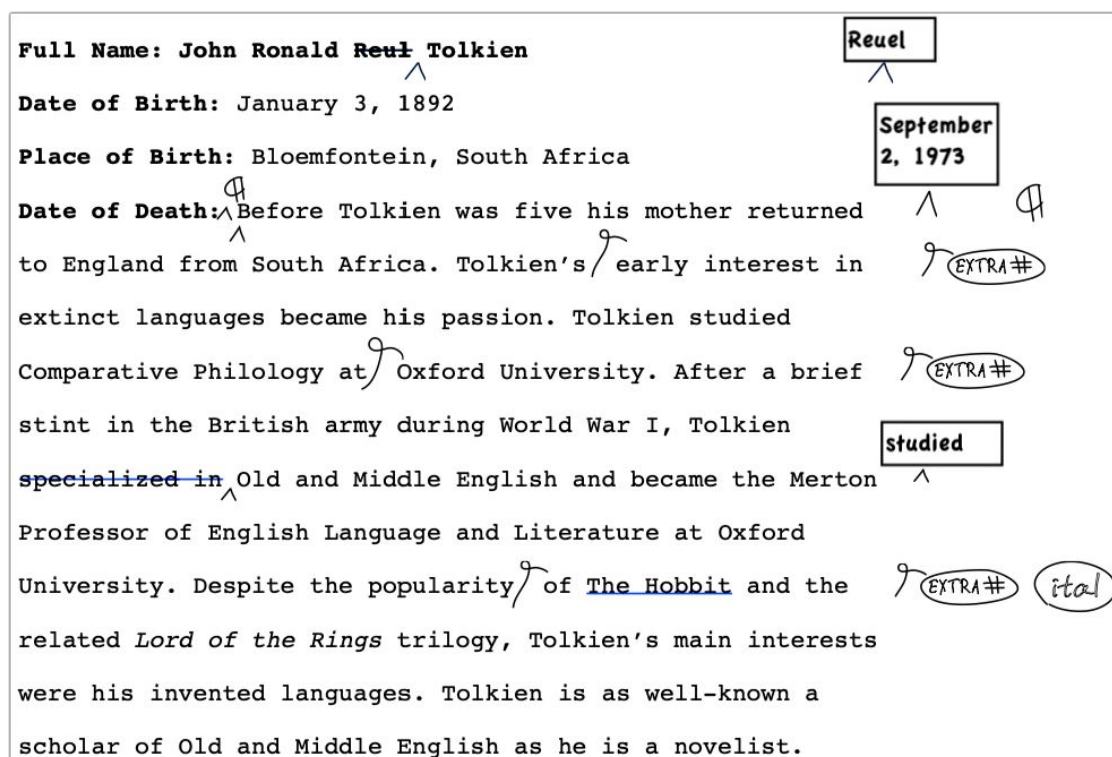 Full Name: John Ronald Reul Tolkien
Reuel
Date of Birth: January 3, 1892
Place of Birth: Bloemfontein, South Africa
September
2, 1973
¶
Date of Death: Before Tolkien was five his mother returned
¶
to England from South Africa. Tolkien's early interest in
EXTRA #
extinct languages became his passion. Tolkien studied
Comparative Philology at Oxford University. After a brief
EXTRA #
stint in the British army during World War I, Tolkien
studied
specialized in Old and Middle English and became the Merton
Professor of English Language and Literature at Oxford
University. Despite the popularity of The Hobbit and the
EXTRA # ital
related Lord of the Rings trilogy, Tolkien's main interests
were his invented languages. Tolkien is as well-known a
scholar of Old and Middle English as he is a novelist.